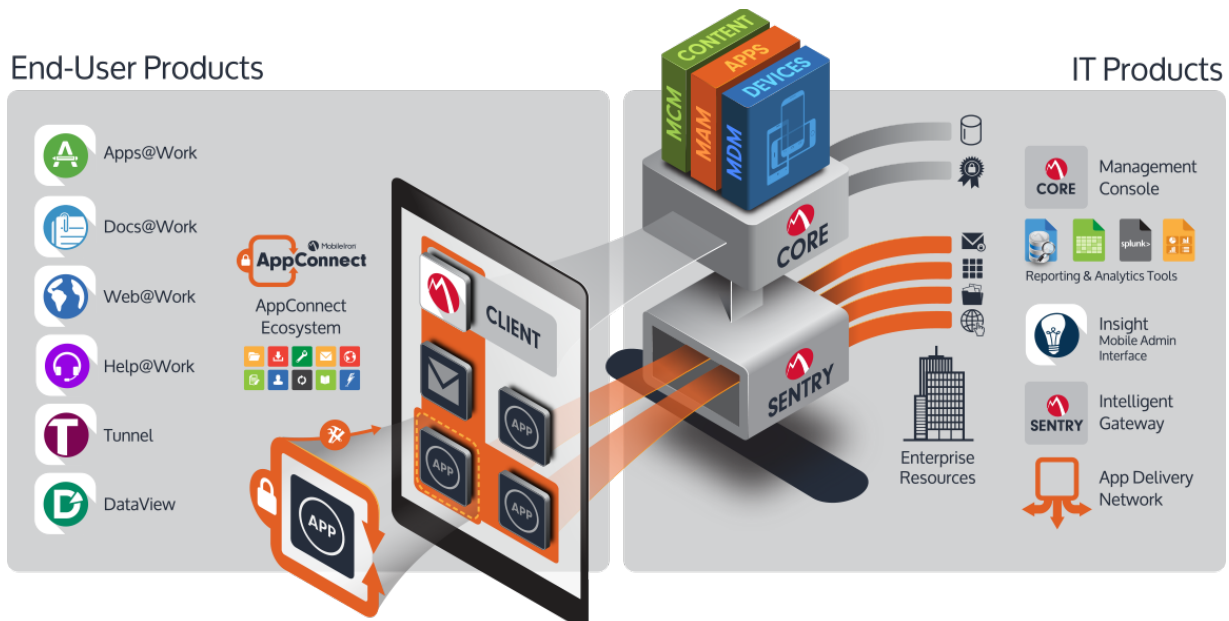 End-User Products
Apps@Work
Docs@Work
Web@Work
Help@Work
Tunnel
DataView
MobileIron
AppConnect
AppConnect
Ecosystem
CLIENT
APP
APP
APP
APP
MCM
CONTENT
MAM
APPS
MDM
DEVICES
CORE
SENTRY
Enterprise
Resources
IT Products
CORE
Management
Console
splunk>
Reporting & Analytics Tools
Insight
Mobile Admin
Interface
SENTRY
Intelligent
Gateway
App Delivery
Network